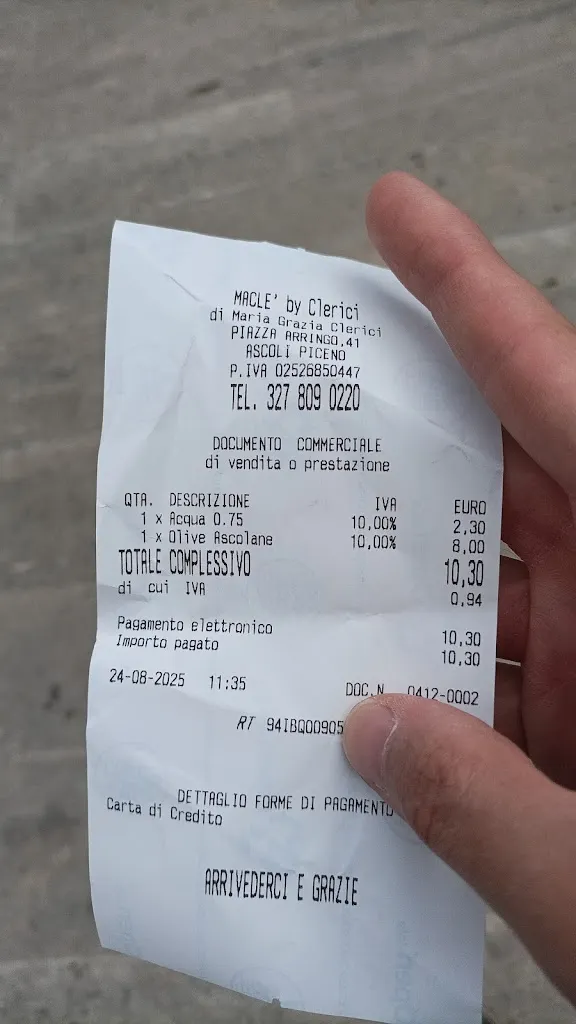 MACLE' by Clerici
di Maria Grazia Clerici
PIAZZA ARRINGO,41
ASCOLI PICENO
P.IVA 02526850447
TEL. 327 809 0220
DOCUMENTO COMMERCIALE
di vendita o prestazione
QTA. DESCRIZIONE IVA EURO
1 x Acqua 0.75 10,00% 2,30
1 x Olive Ascolane 10,00% 8,00
TOTALE COMPLESSIVO 10,30
di cui IVA 0,94
Pagamento elettronico 10,30
Importo pagato 10,30
24-08-2025 11:35 DOC.N. 0412-0002
RT 94IBQ00905
DETTAGLIO FORME DI PAGAMENTO
Carta di Credito
ARRIVEDERCI E GRAZIE